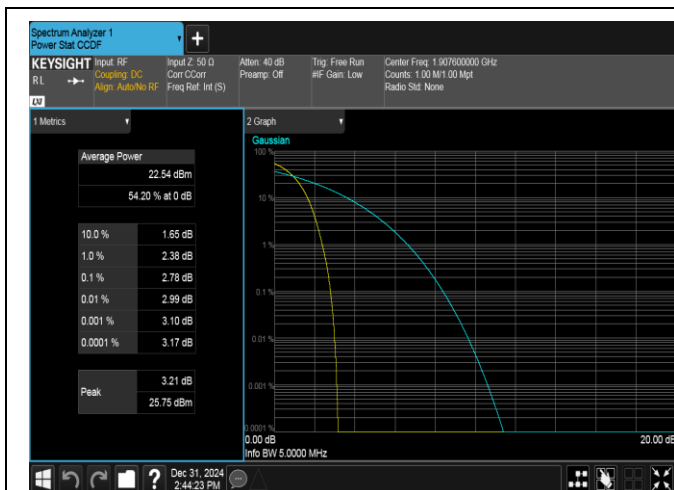 Spectrum Analyzer 1
Power Stat CCDF
KEYSIGHT
RL
LXI
Input: RF
Coupling: DC
Align: Auto/No RF
Input Z: 50 Ω
Corr CCorr
Freq Ref: Int (S)
Atten: 40 dB
Preamp: Off
Trig: Free Run
#IF Gain: Low
Center Freq: 1.907600000 GHz
Counts: 1.00 M/1.00 Mpt
Radio Std: None
1 Metrics
Average Power
22.54 dBm
54.20 % at 0 dB
10.0 % 1.65 dB
1.0 % 2.38 dB
0.1 % 2.78 dB
0.01 % 2.99 dB
0.001 % 3.10 dB
0.0001 % 3.17 dB
Peak
3.21 dB
25.75 dBm
2 Graph
Gaussian
100 %
10 %
1 %
0.1 %
0.01 %
0.001 %
0.0001 %
0.00 dB 20.00 dB
Info BW 5.0000 MHz
?
Dec 31, 2024
2:44:23 PM